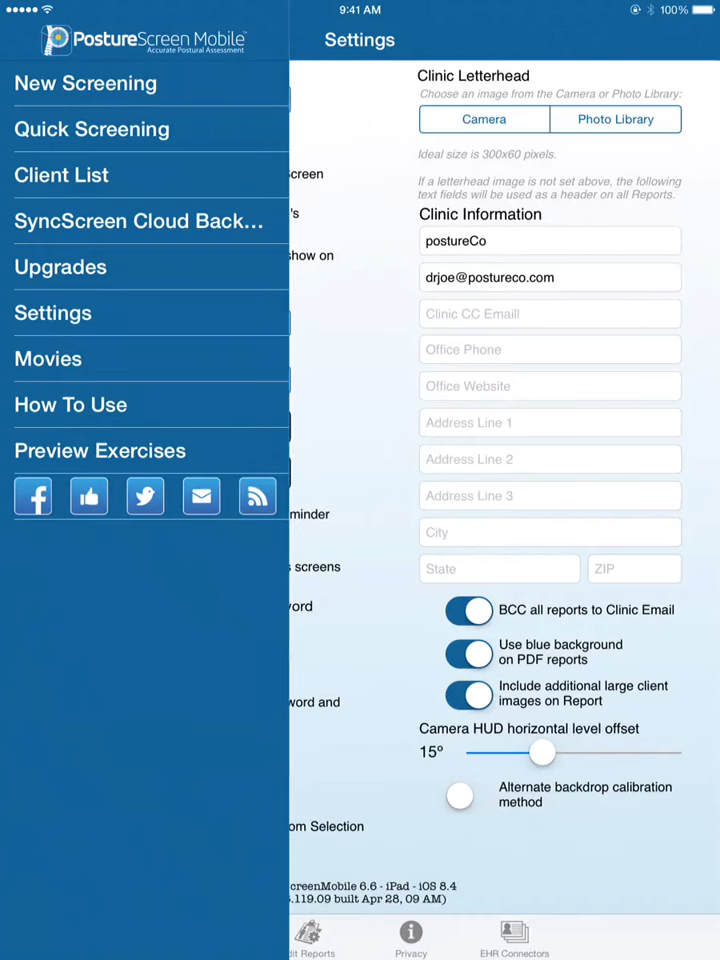 9:41 AM
100%
PostureScreen Mobile™
Accurate Postural Assessment
Settings
New Screening
Quick Screening
Client List
SyncScreen Cloud Back...
Upgrades
Settings
Movies
How To Use
Preview Exercises
creen
's
how on
minder
screens
word and
om Selection
Clinic Letterhead
Choose an image from the Camera or Photo Library:
Camera
Photo Library
Ideal size is 300x60 pixels.
If a letterhead image is not set above, the following
text fields will be used as a header on all Reports.
Clinic Information
postureCo
drjoe@postureco.com
Clinic CC Emaill
Office Phone
Office Website
Address Line 1
Address Line 2
Address Line 3
City
State
ZIP
BCC all reports to Clinic Email
Use blue background
on PDF reports
Include additional large client
images on Report
Camera HUD horizontal level offset
15º
Alternate backdrop calibration
method
creenMobile 6.6 - iPad - iOS 8.4
.119.09 built Apr 28, 09 AM)
dit Reports
Privacy
EHR Connectors